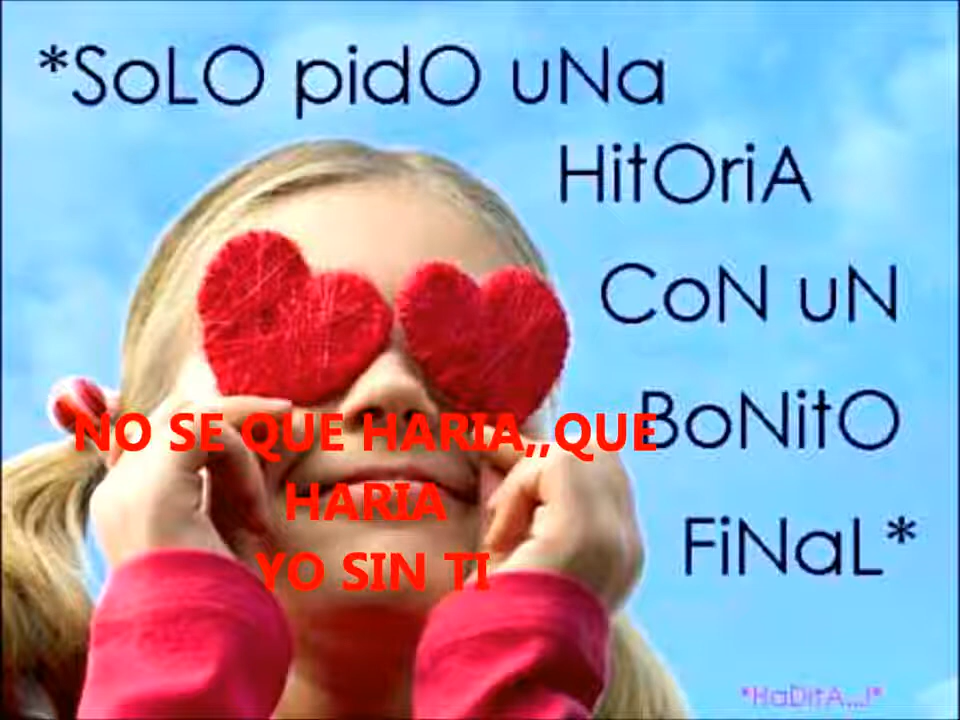 *SoLO pidO uNa
HitOriA
CoN uN
BoNitO
FiNaL*
NO SE QUE HARIA,,QUE
HARIA
YO SIN TI
*HaDitA...!*